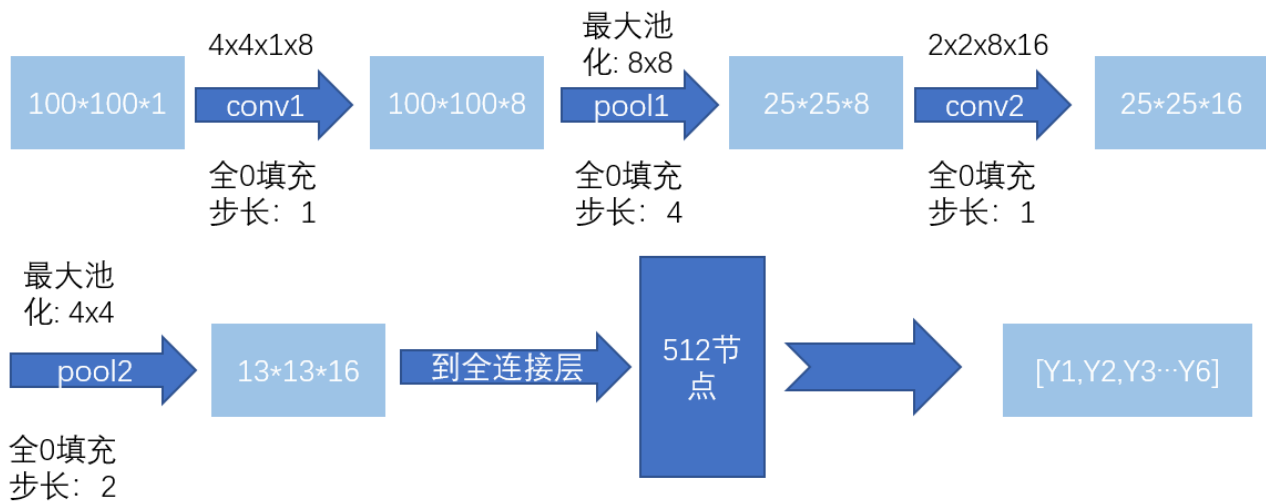 4x4x1x8
最大池
化: 8x8
2x2x8x16
100*100*1
conv1
100*100*8
pool1
25*25*8
conv2
25*25*16
全0填充
步长：1
全0填充
步长：4
全0填充
步长：1
最大池
化: 4x4
pool2
13*13*16
到全连接层
512节
点
[Y1,Y2,Y3…Y6]
全0填充
步长：2